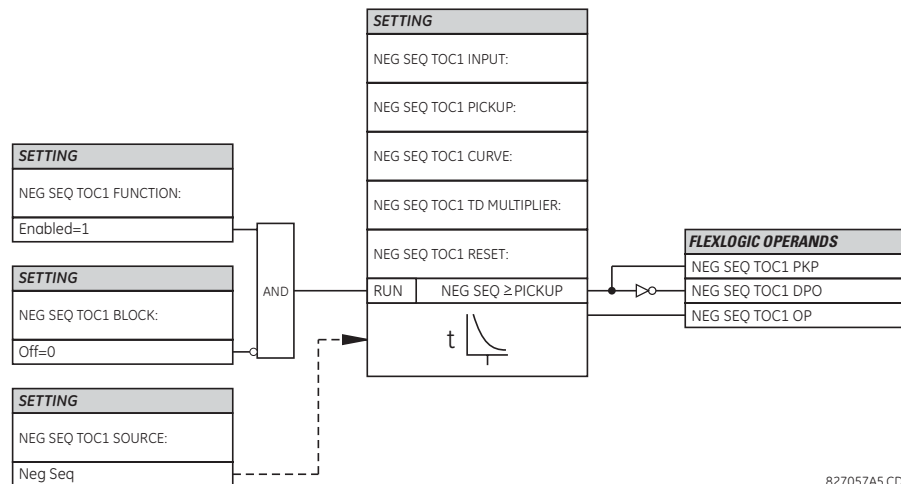 SETTING
NEG SEQ TOC1 FUNCTION:
Enabled=1
SETTING
NEG SEQ TOC1 BLOCK:
Off=0
SETTING
NEG SEQ TOC1 SOURCE:
Neg Seq
AND
SETTING
NEG SEQ TOC1 INPUT:
NEG SEQ TOC1 PICKUP:
NEG SEQ TOC1 CURVE:
NEG SEQ TOC1 TD MULTIPLIER:
NEG SEQ TOC1 RESET:
RUN NEG SEQ ≥ PICKUP
t
FLEXLOGIC OPERANDS
NEG SEQ TOC1 PKP
NEG SEQ TOC1 DPO
NEG SEQ TOC1 OP